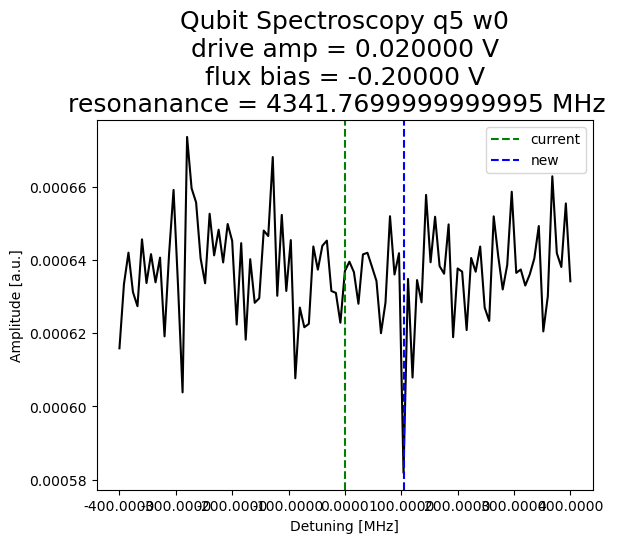 Qubit Spectroscopy q5 w0
drive amp = 0.020000 V
flux bias = -0.20000 V
resonanance = 4341.7699999999995 MHz
current
new
Amplitude [a.u.]
0.00066
0.00064
0.00062
0.00060
0.00058
-400.0000 -300.0000 -200.0000 -100.0000 0.0000 100.0000 200.0000 300.0000 400.0000
Detuning [MHz]